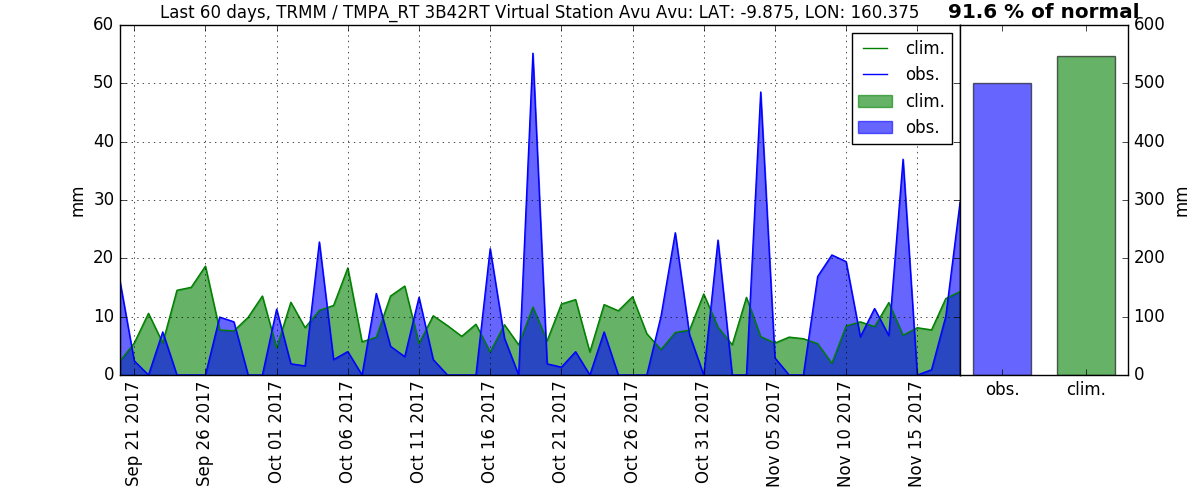 Last 60 days, TRMM / TMPA_RT 3B42RT Virtual Station Avu Avu: LAT: -9.875, LON: 160.375
91.6 % of normal
60
50
40
30
20
10
0
mm
clim.
obs.
clim.
obs.
Sep 21 2017
Sep 26 2017
Oct 01 2017
Oct 06 2017
Oct 11 2017
Oct 16 2017
Oct 21 2017
Oct 26 2017
Oct 31 2017
Nov 05 2017
Nov 10 2017
Nov 15 2017
600
500
400
300
200
100
0
mm
obs.
clim.